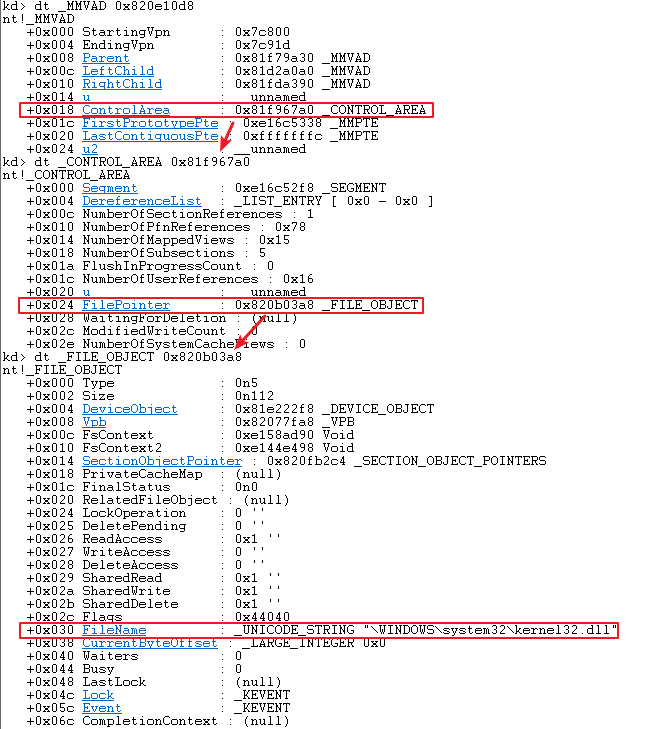 kd> dt _MMVAD 0x820e10d8
nt!_MMVAD
+0x000 StartingVpn : 0x7c800
+0x004 EndingVpn : 0x7c91d
+0x008 Parent : 0x81f79a30 _MMVAD
+0x00c LeftChild : 0x81d2a0a0 _MMVAD
+0x010 RightChild : 0x81fda390 _MMVAD
+0x014 u : __unnamed
+0x018 ControlArea : 0x81f967a0 _CONTROL_AREA
+0x01c FirstPrototypePte : 0xe16c5338 _MMPTE
+0x020 LastContiguousPte : 0xfffffffc _MMPTE
+0x024 u2 : __unnamed
kd> dt _CONTROL_AREA 0x81f967a0
nt!_CONTROL_AREA
+0x000 Segment : 0xe16c52f8 _SEGMENT
+0x004 DereferenceList : _LIST_ENTRY [ 0x0 - 0x0 ]
+0x00c NumberOfSectionReferences : 1
+0x010 NumberOfPfnReferences : 0x78
+0x014 NumberOfMappedViews : 0x15
+0x018 NumberOfSubsections : 5
+0x01a FlushInProgressCount : 0
+0x01c NumberOfUserReferences : 0x16
+0x020 u : __unnamed
+0x024 FilePointer : 0x820b03a8 _FILE_OBJECT
+0x028 WaitingForDeletion : (null)
+0x02c ModifiedWriteCount : 0
+0x02e NumberOfSystemCacheViews : 0
kd> dt _FILE_OBJECT 0x820b03a8
nt!_FILE_OBJECT
+0x000 Type : 0n5
+0x002 Size : 0n112
+0x004 DeviceObject : 0x81e222f8 _DEVICE_OBJECT
+0x008 Vpb : 0x82077fa8 _VPB
+0x00c FsContext : 0xe158ad90 Void
+0x010 FsContext2 : 0xe144e498 Void
+0x014 SectionObjectPointer : 0x820fb2c4 _SECTION_OBJECT_POINTERS
+0x018 PrivateCacheMap : (null)
+0x01c FinalStatus : 0n0
+0x020 RelatedFileObject : (null)
+0x024 LockOperation : 0 ''
+0x025 DeletePending : 0 ''
+0x026 ReadAccess : 0x1 ''
+0x027 WriteAccess : 0 ''
+0x028 DeleteAccess : 0 ''
+0x029 SharedRead : 0x1 ''
+0x02a SharedWrite : 0x1 ''
+0x02b SharedDelete : 0x1 ''
+0x02c Flags : 0x44040
+0x030 FileName : _UNICODE_STRING "\WINDOWS\system32\kernel32.dll"
+0x038 CurrentByteOffset : _LARGE_INTEGER 0x0
+0x040 Waiters : 0
+0x044 Busy : 0
+0x048 LastLock : (null)
+0x04c Lock : _KEVENT
+0x05c Event : _KEVENT
+0x06c CompletionContext : (null)